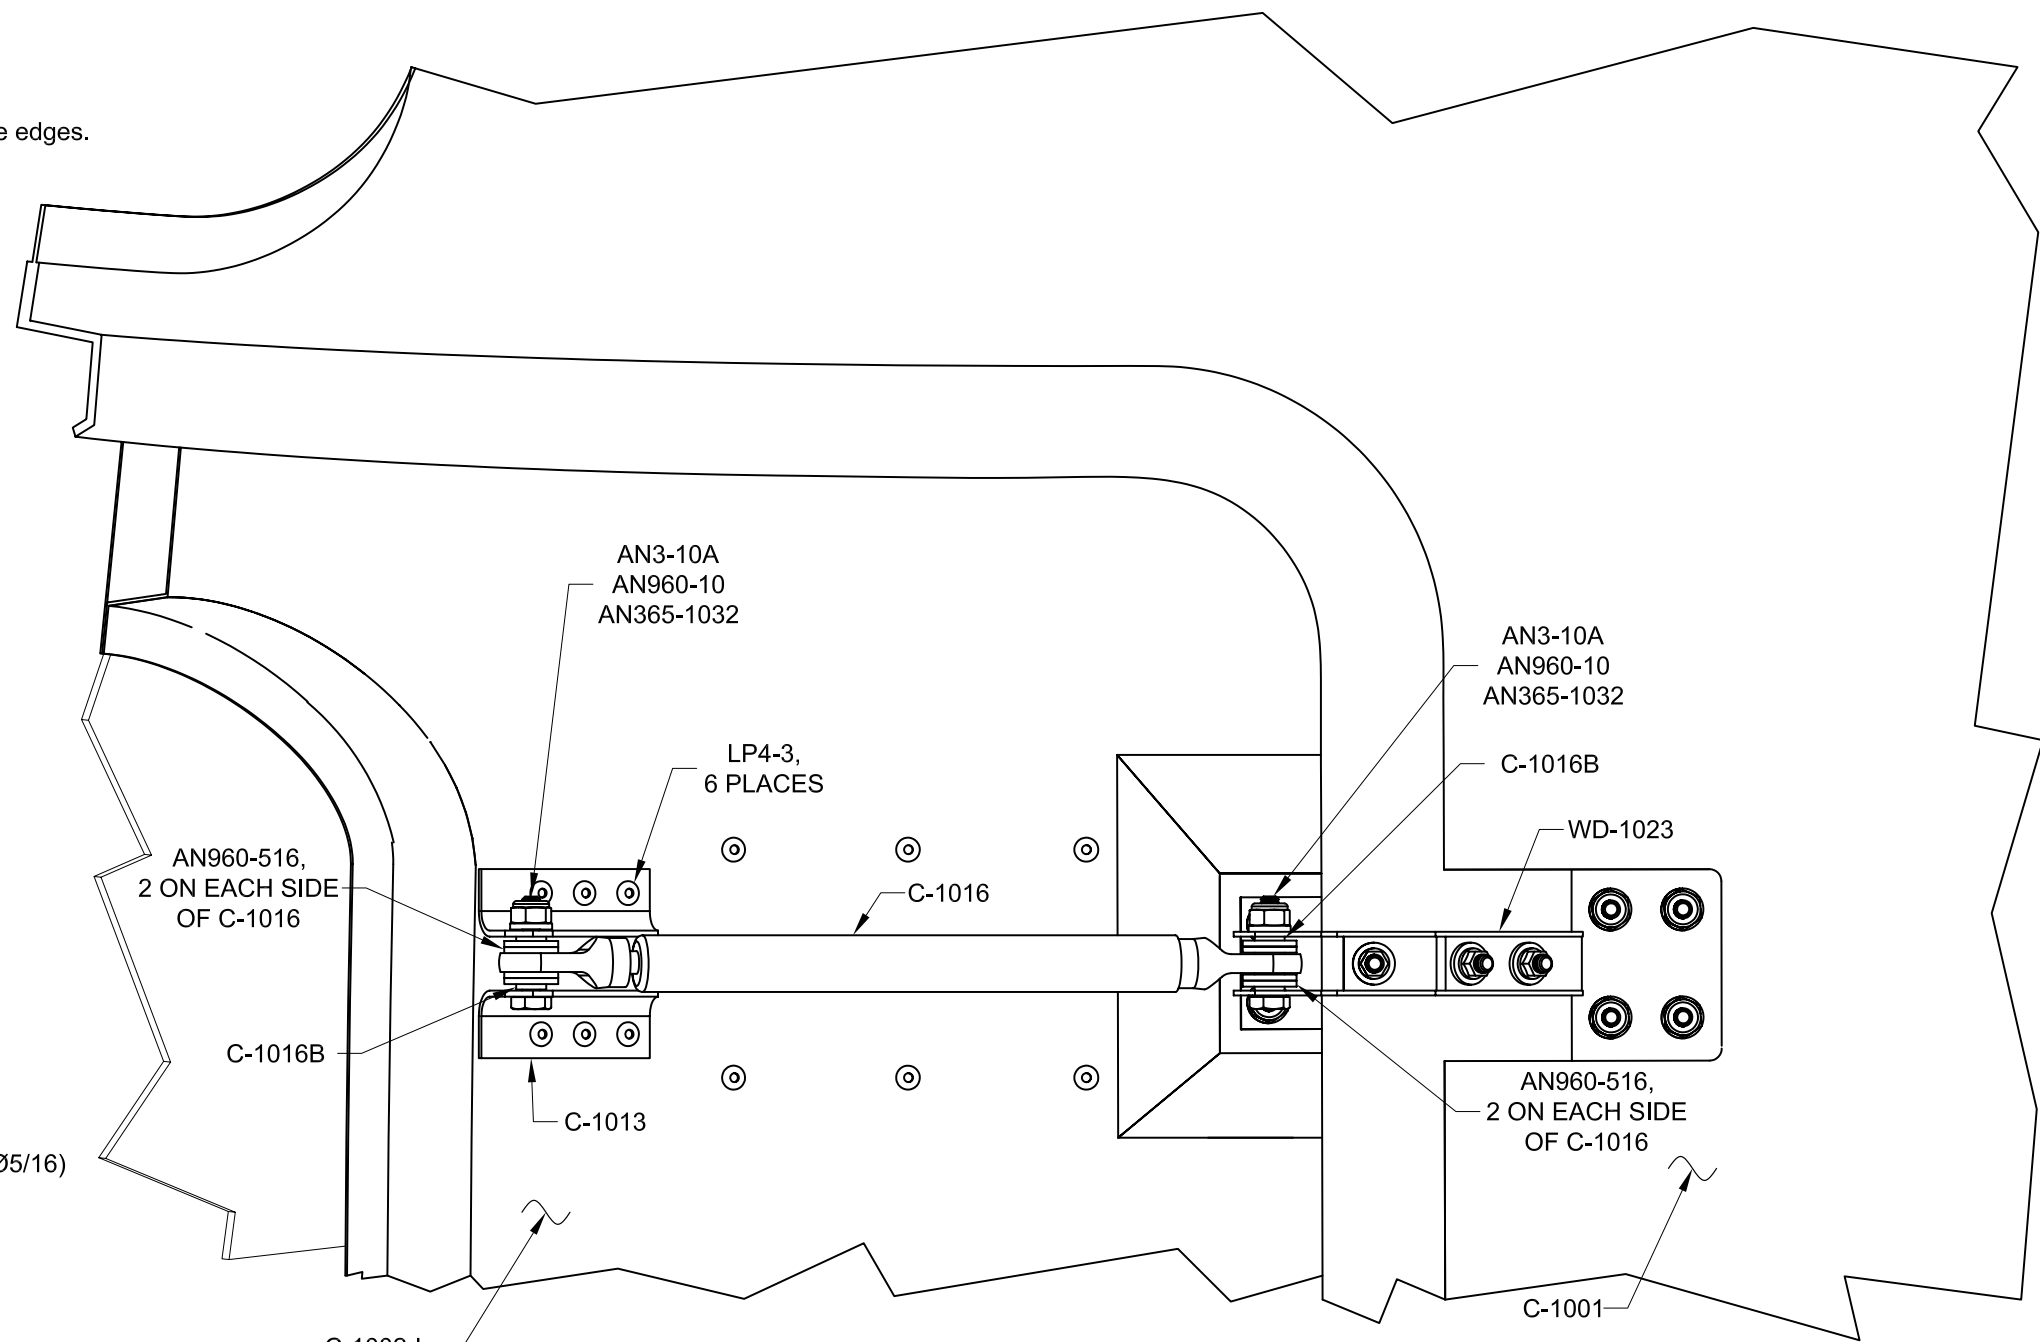 edges.
AN3-10A
AN960-10
AN365-1032
AN3-10A
AN960-10
AN365-1032
LP4-3,
6 PLACES
C-1016B
WD-1023
AN960-516,
2 ON EACH SIDE
OF C-1016
C-1016
C-1016B
C-1013
AN960-516,
2 ON EACH SIDE
OF C-1016
Ø5/16)
C-1001